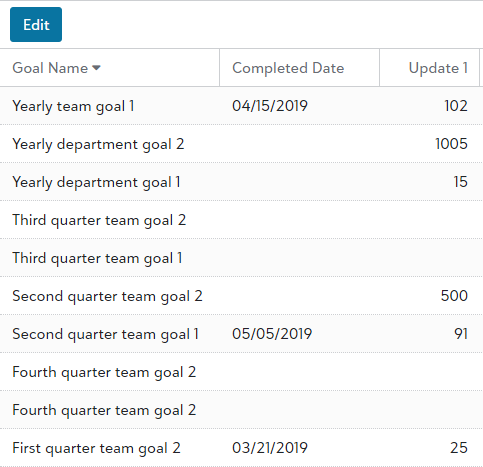 Edit
Goal Name Completed Date Update 1
Yearly team goal 1 04/15/2019 102
Yearly department goal 2 1005
Yearly department goal 1 15
Third quarter team goal 2
Third quarter team goal 1
Second quarter team goal 2 500
Second quarter team goal 1 05/05/2019 91
Fourth quarter team goal 2
Fourth quarter team goal 2
First quarter team goal 2 03/21/2019 25